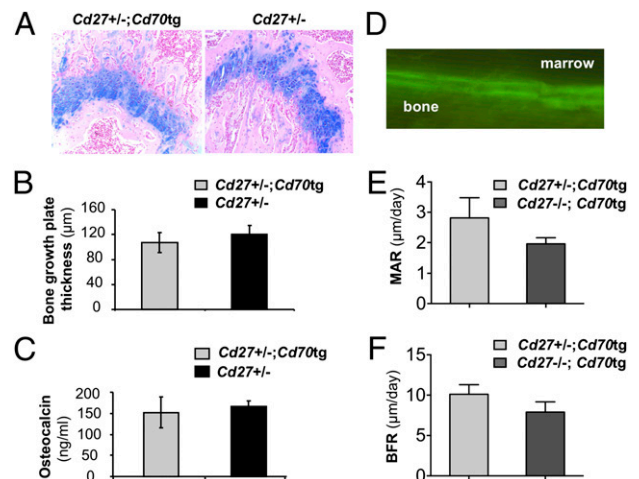 A
Cd27+/-;Cd70tg
Cd27+/-
B
Cd27+/-;Cd70tg
Cd27+/-
Bone growth plate
thickness (μm)
160
120
80
40
0
C
Cd27+/-;Cd70tg
Cd27+/-
Osteocalcin
(ng/ml)
200
150
100
50
0
D
marrow
bone
E
Cd27+/-;Cd70tg
Cd27-/-; Cd70tg
MAR (μm/day)
4
3
2
1
0
F
Cd27+/-;Cd70tg
Cd27-/-; Cd70tg
BFR (μm/day)
15
10
5
0